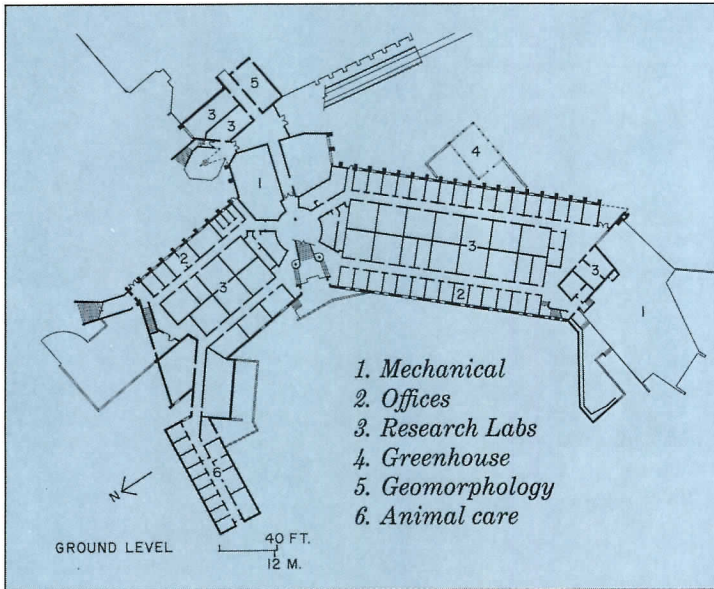 5
3
3
4
1
2
3
3
3
1
2
1. Mechanical
2. Offices
3. Research Labs
4. Greenhouse
5. Geomorphology
6. Animal care
6
N
GROUND LEVEL
40 FT.
12 M.